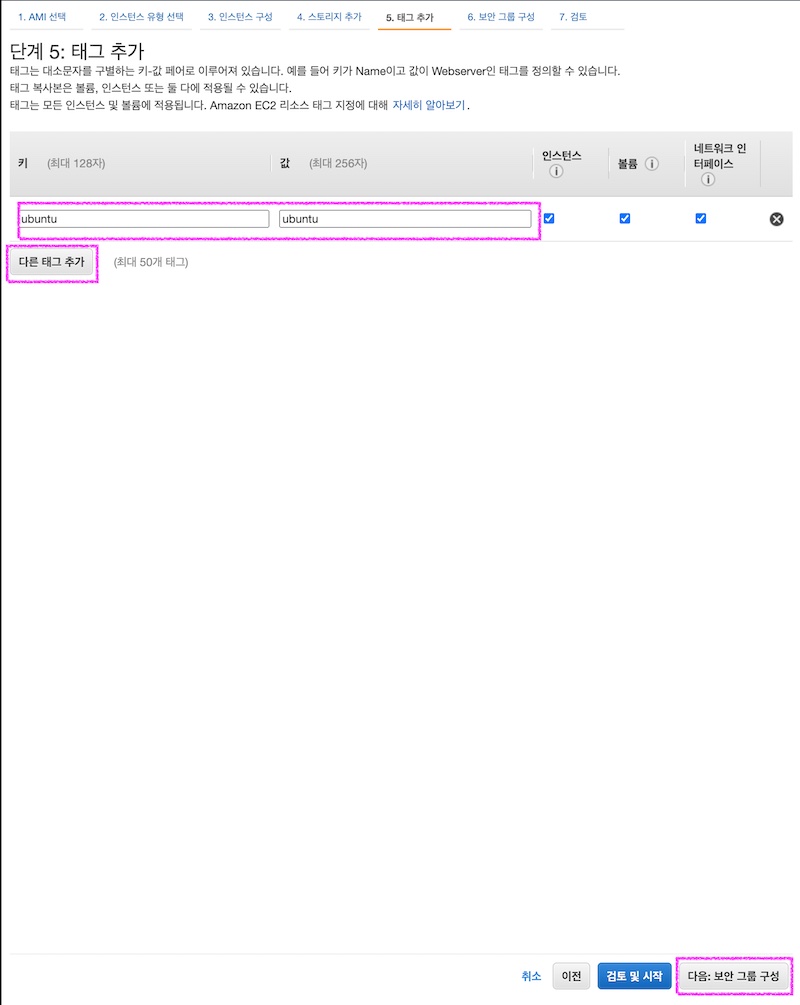 1. AMI 선택 2. 인스턴스 유형 선택 3. 인스턴스 구성 4. 스토리지 추가 5. 태그 추가 6. 보안 그룹 구성 7. 검토
단계 5: 태그 추가
태그는 대소문자를 구별하는 키-값 페어로 이루어져 있습니다. 예를 들어 키가 Name이고 값이 Webserver인 태그를 정의할 수 있습니다.
태그 복사본은 볼륨, 인스턴스 또는 둘 다에 적용될 수 있습니다.
태그는 모든 인스턴스 및 볼륨에 적용됩니다. Amazon EC2 리소스 태그 지정에 대해 자세히 알아보기.
키 (최대 128자) 값 (최대 256자) 인스턴스 볼륨 네트워크 인
터페이스
ubuntu ubuntu
다른 태그 추가 (최대 50개 태그)
취소 이전 검토 및 시작 다음: 보안 그룹 구성